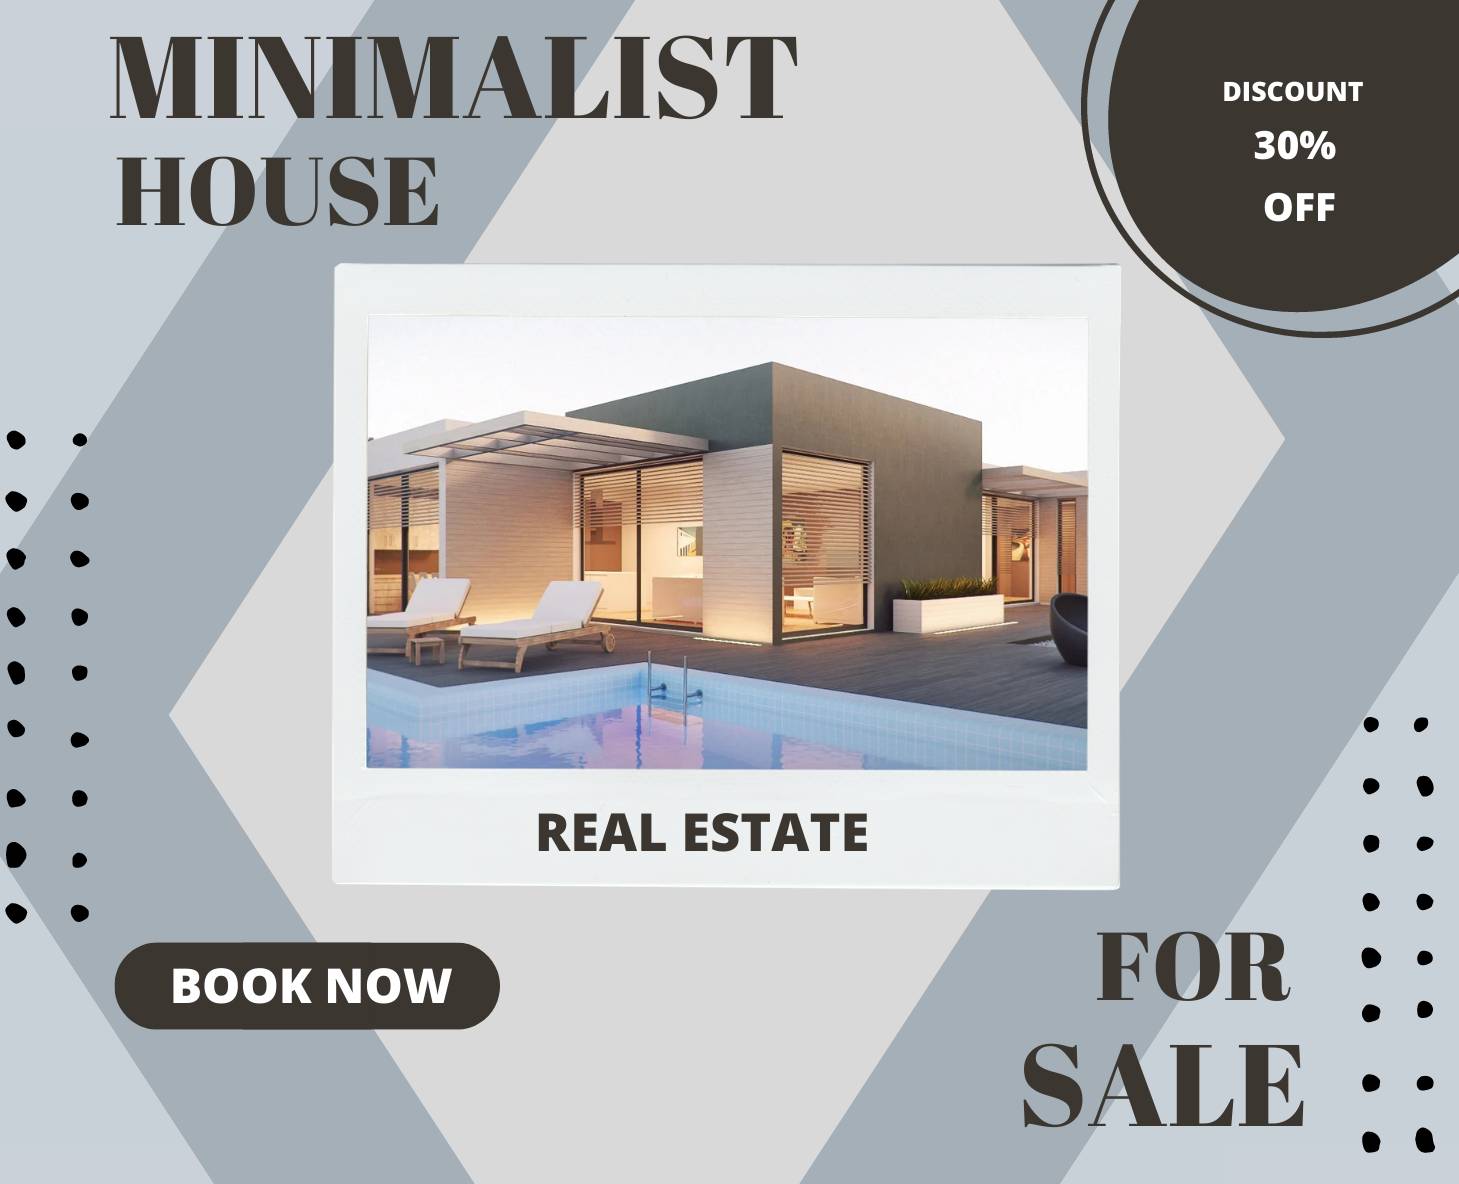 MINIMALIST
HOUSE
DISCOUNT
30%
OFF
REAL ESTATE
BOOK NOW
FOR
SALE